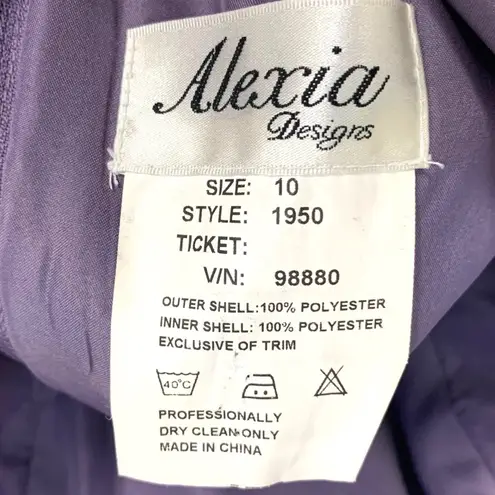 Alexia
Designs
SIZE: 10
STYLE: 1950
TICKET:
V/N: 98880
OUTER SHELL:100% POLYESTER
INNER SHELL: 100% POLYESTER
EXCLUSIVE OF TRIM
40°C
PROFESSIONALLY
DRY CLEAN ONLY
MADE IN CHINA